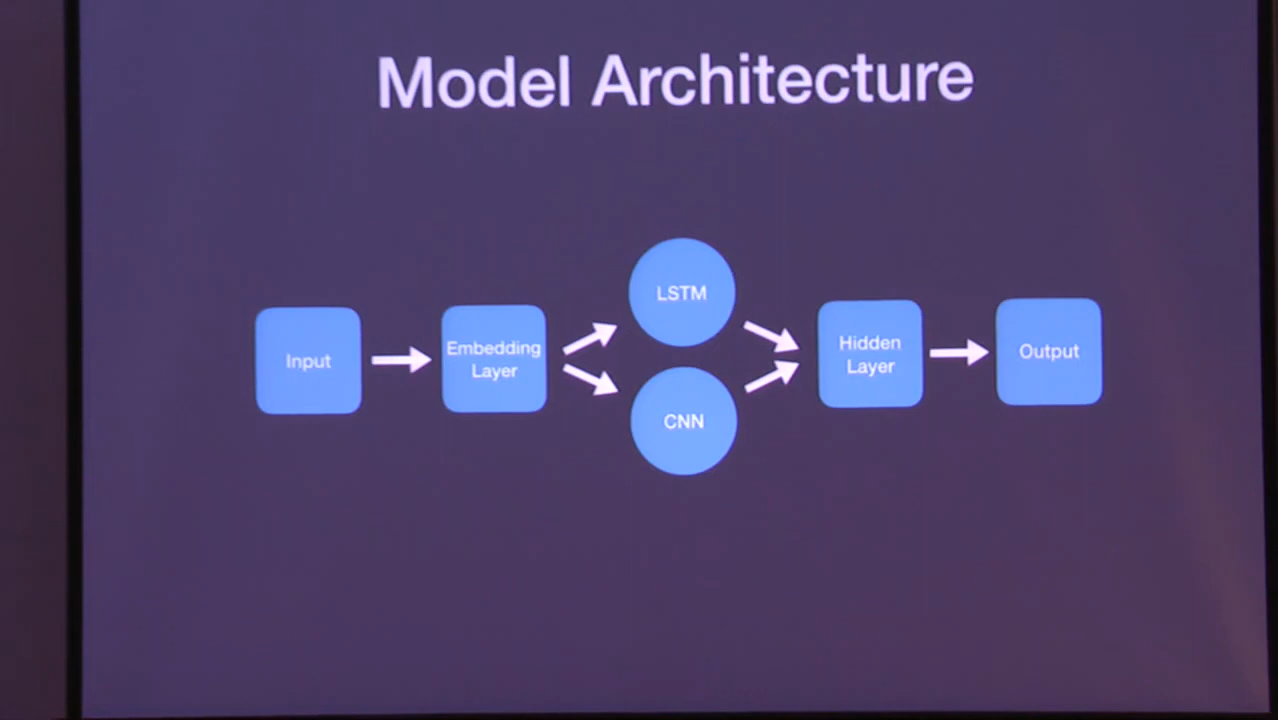 Model Architecture
Input
Embedding
Layer
LSTM
CNN
Hidden
Layer
Output